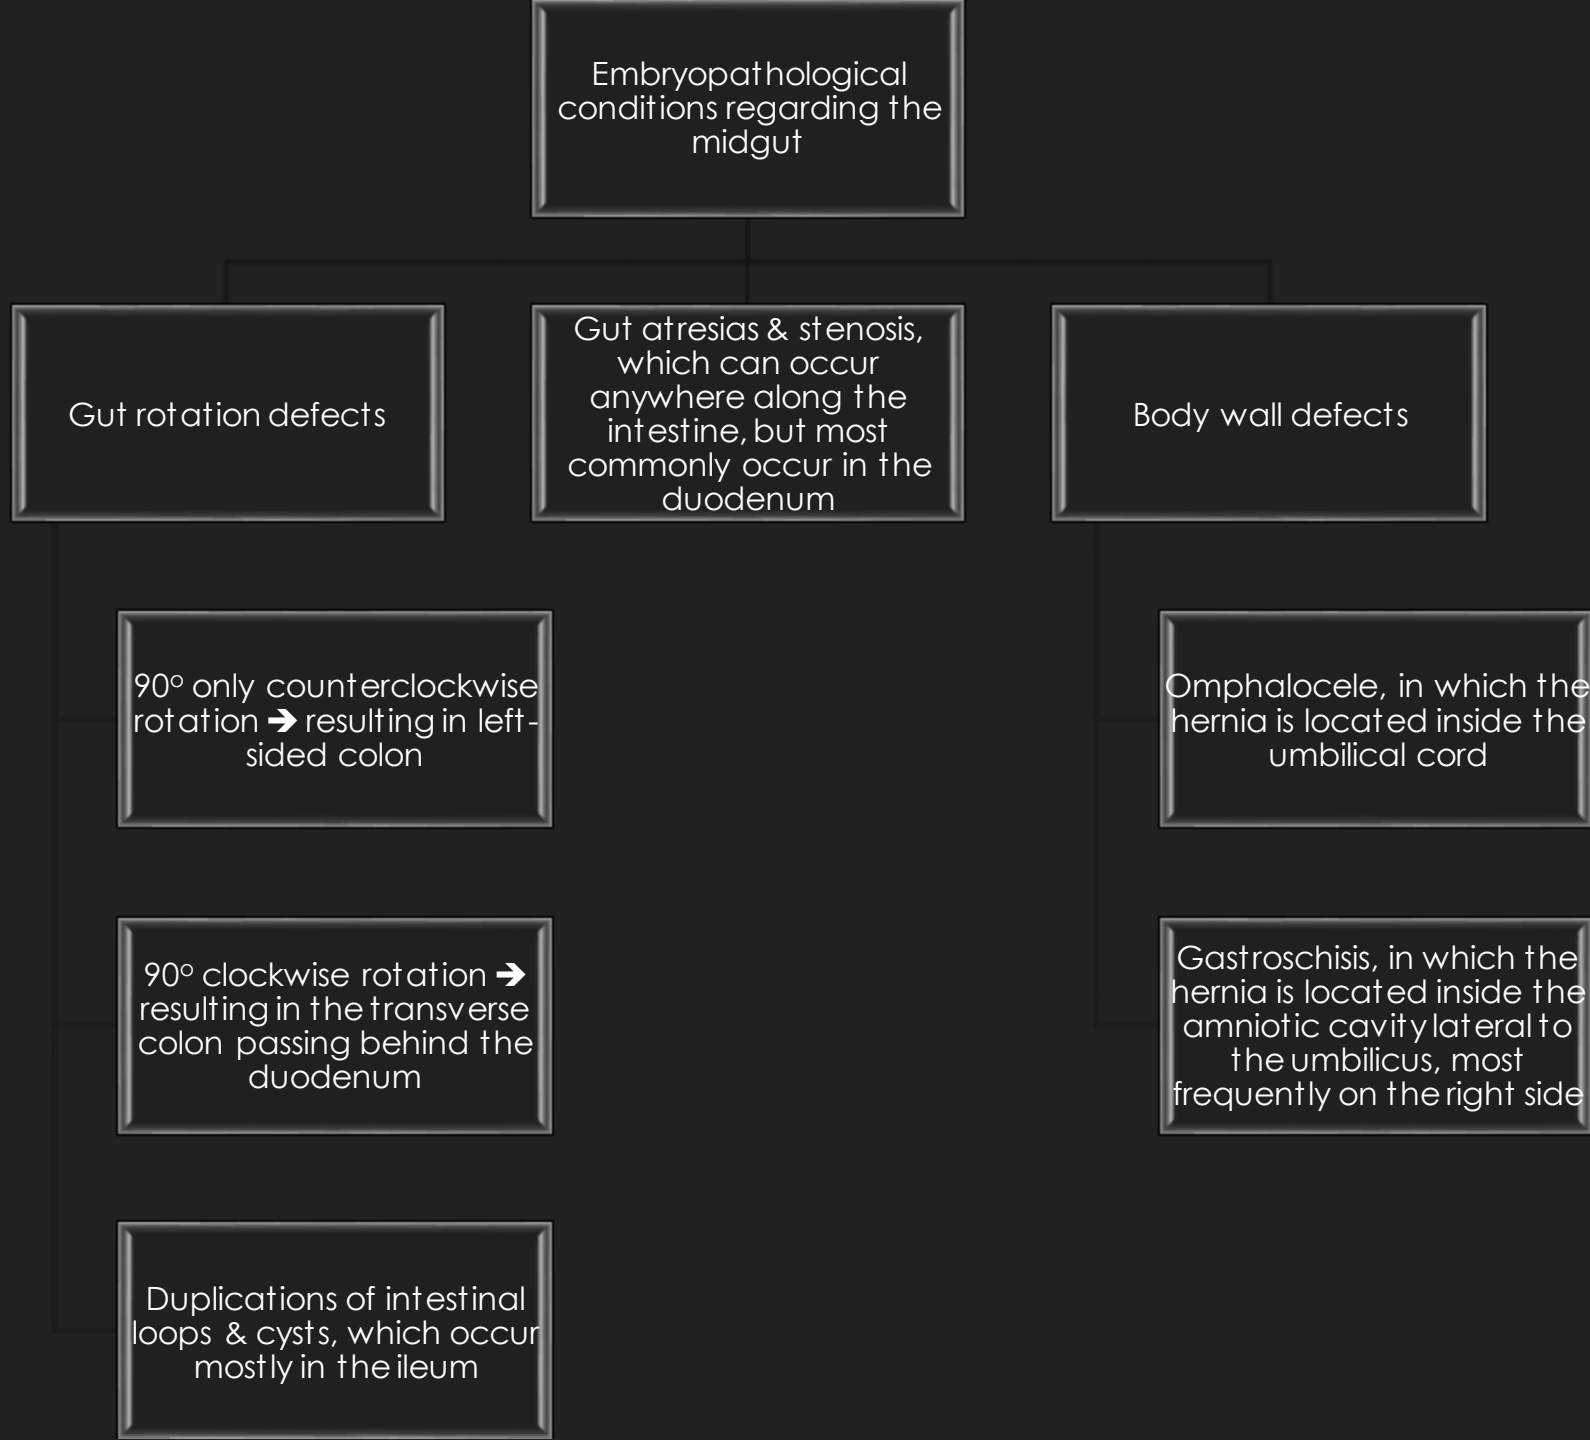 Embryopathological
conditions regarding the
midgut
Gut rotation defects
Gut atresias & stenosis,
which can occur
anywhere along the
intestine, but most
commonly occur in the
duodenum
Body wall defects
90º only counterclockwise
rotation ➔ resulting in left-
sided colon
90º clockwise rotation ➔
resulting in the transverse
colon passing behind the
duodenum
Duplications of intestinal
loops & cysts, which occur
mostly in the ileum
Omphalocele, in which the
hernia is located inside the
umbilical cord
Gastroschisis, in which the
hernia is located inside the
amniotic cavity lateral to
the umbilicus, most
frequently on the right side